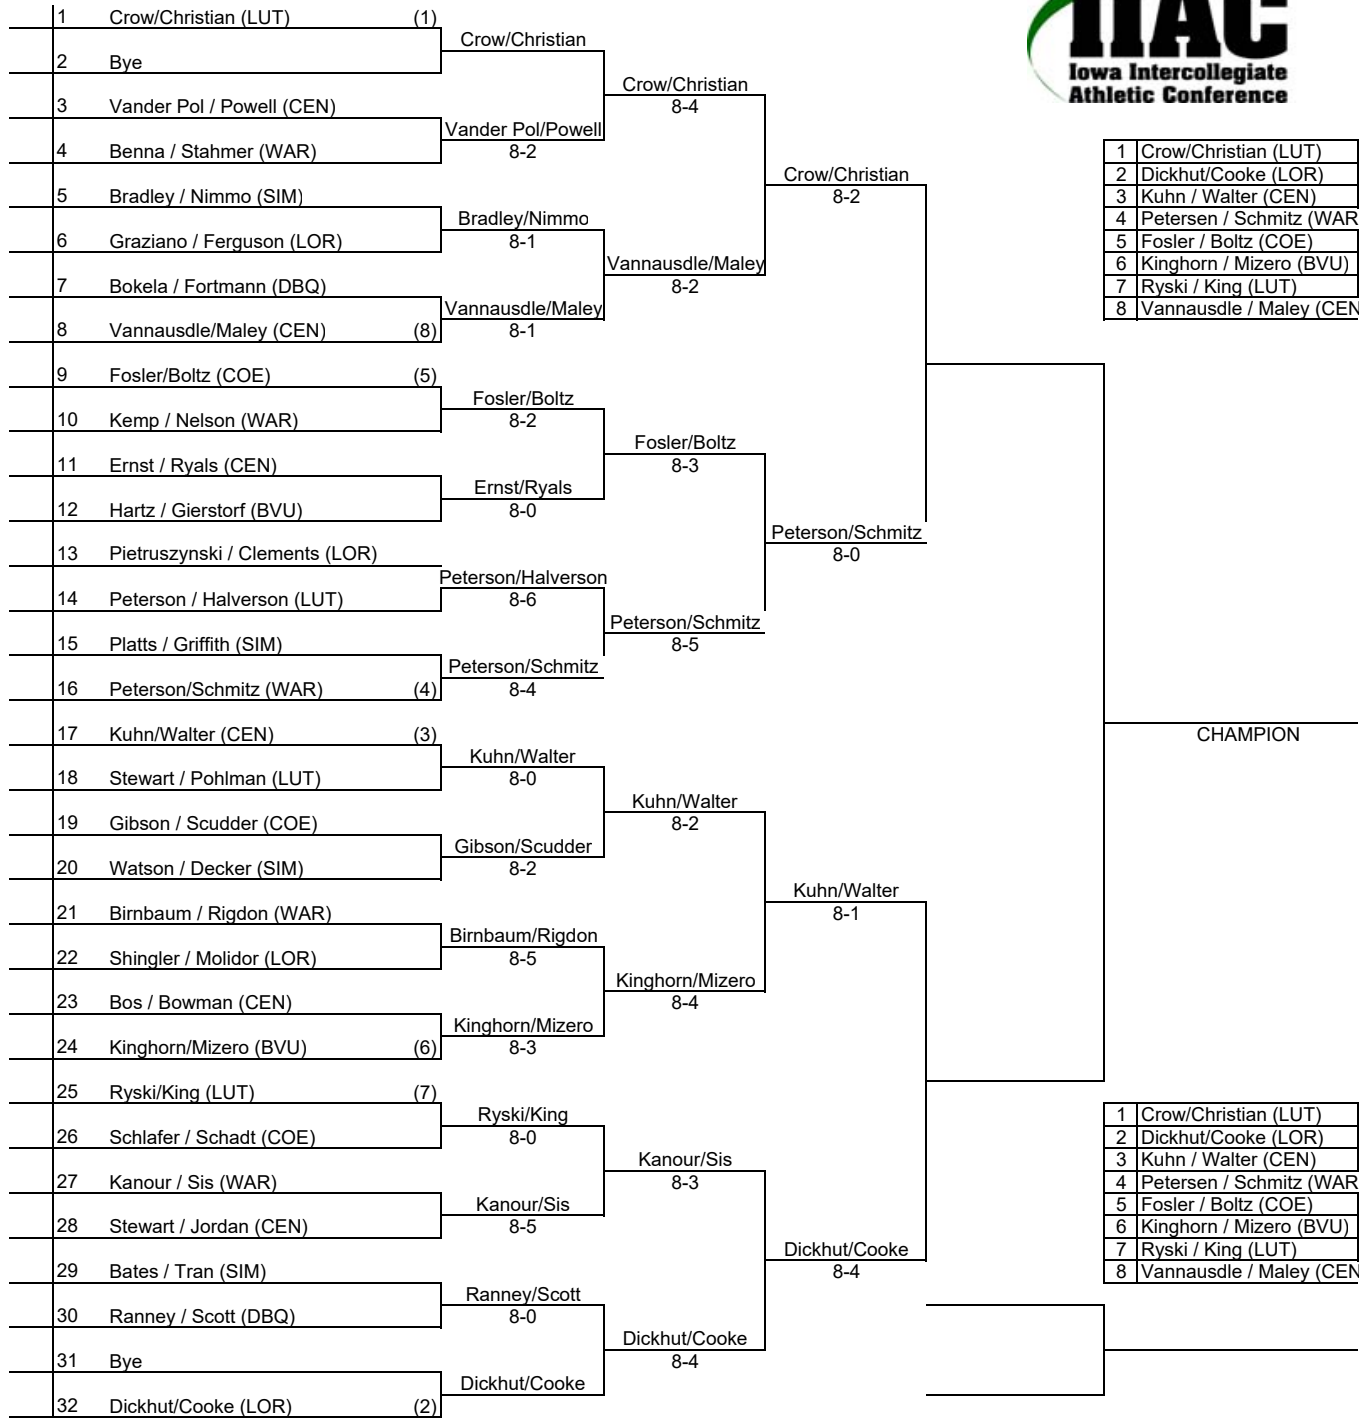 IIAC
Iowa Intercollegiate
Athletic Conference
1 Crow/Christian (LUT) (1)
Crow/Christian
2 Bye
Crow/Christian
8-4
3 Vander Pol / Powell (CEN)
Vander Pol/Powell
8-2
4 Benna / Stahmer (WAR)
Crow/Christian
8-2
5 Bradley / Nimmo (SIM)
Bradley/Nimmo
8-1
6 Graziano / Ferguson (LOR)
Vannausdle/Maley
8-2
7 Bokela / Fortmann (DBQ)
Vannausdle/Maley
8-1
8 Vannausdle/Maley (CEN) (8)
9 Fosler/Boltz (COE) (5)
Fosler/Boltz
8-2
10 Kemp / Nelson (WAR)
Fosler/Boltz
8-3
11 Ernst / Ryals (CEN)
Ernst/Ryals
8-0
12 Hartz / Gierstorf (BVU)
Peterson/Schmitz
8-0
13 Pietruszynski / Clements (LOR)
Peterson/Halverson
8-6
14 Peterson / Halverson (LUT)
Peterson/Schmitz
8-5
15 Platts / Griffith (SIM)
Peterson/Schmitz
8-4
16 Peterson/Schmitz (WAR) (4)
17 Kuhn/Walter (CEN) (3)
CHAMPION
Kuhn/Walter
8-0
18 Stewart / Pohlman (LUT)
Kuhn/Walter
8-2
19 Gibson / Scudder (COE)
Gibson/Scudder
8-2
20 Watson / Decker (SIM)
Kuhn/Walter
8-1
21 Birnbaum / Rigdon (WAR)
Birnbaum/Rigdon
8-5
22 Shingler / Molidor (LOR)
Kinghorn/Mizero
8-4
23 Bos / Bowman (CEN)
Kinghorn/Mizero
8-3
24 Kinghorn/Mizero (BVU) (6)
25 Ryski/King (LUT) (7)
Ryski/King
8-0
26 Schlafer / Schadt (COE)
Kanour/Sis
8-3
27 Kanour / Sis (WAR)
Kanour/Sis
8-5
28 Stewart / Jordan (CEN)
Dickhut/Cooke
8-4
29 Bates / Tran (SIM)
Ranney/Scott
8-0
30 Ranney / Scott (DBQ)
Dickhut/Cooke
8-4
31 Bye
Dickhut/Cooke
32 Dickhut/Cooke (LOR) (2)
1 Crow/Christian (LUT)
2 Dickhut/Cooke (LOR)
3 Kuhn / Walter (CEN)
4 Petersen / Schmitz (WAR
5 Fosler / Boltz (COE)
6 Kinghorn / Mizero (BVU)
7 Ryski / King (LUT)
8 Vannausdle / Maley (CEN
1 Crow/Christian (LUT)
2 Dickhut/Cooke (LOR)
3 Kuhn / Walter (CEN)
4 Petersen / Schmitz (WAR
5 Fosler / Boltz (COE)
6 Kinghorn / Mizero (BVU)
7 Ryski / King (LUT)
8 Vannausdle / Maley (CEN